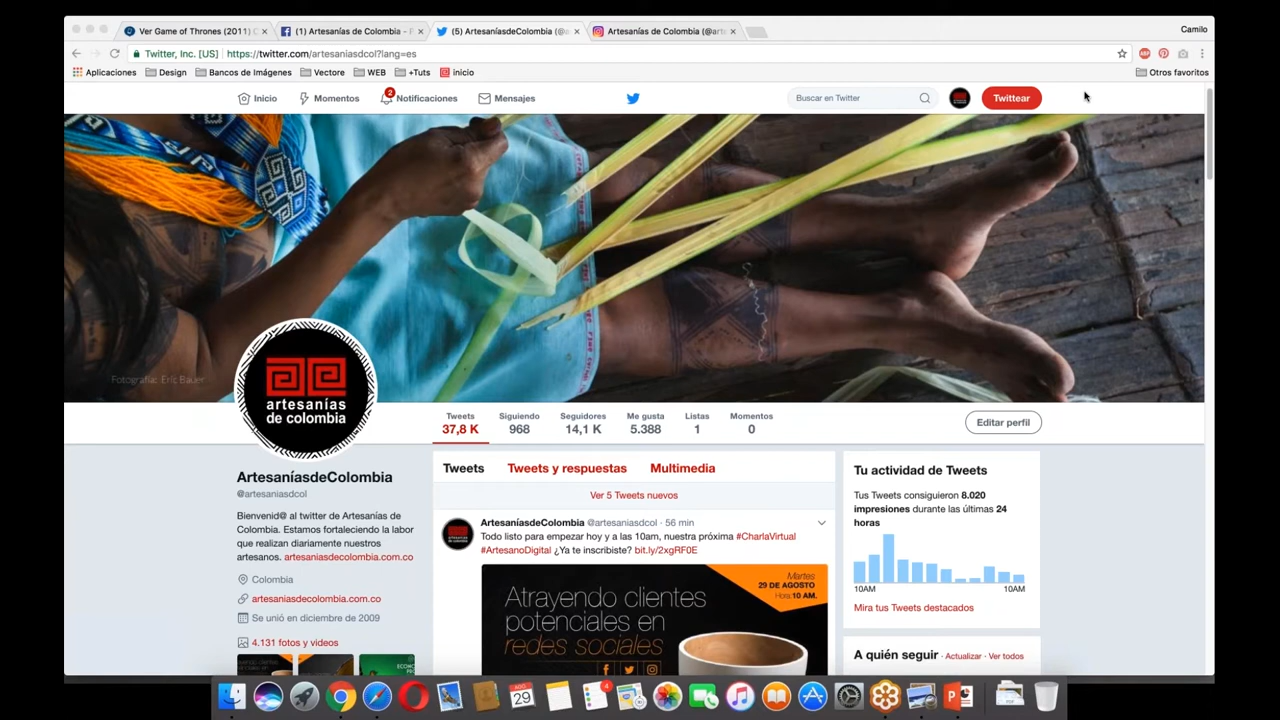 Ver Game of Thrones (2011)
(1) Artesanías de Colombia -
(5) ArtesaníasdeColombia (@a
Artesanías de Colombia (@art
Camilo
Twitter, Inc. [US]
https://twitter.com/artesaniasdcol?lang=es
Aplicaciones
Design
Bancos de Imágenes
Vectore
WEB
+Tuts
inicio
Otros favoritos
Inicio
Momentos
2
Notificaciones
Mensajes
Buscar en Twitter
Twittear
Fotografía: Eric Bauer
artesanías
de colombia
Tweets
37,8 K
Siguiendo
968
Seguidores
14,1 K
Me gusta
5.388
Listas
1
Momentos
0
Editar perfil
ArtesaníasdeColombia
@artesaniasdcol
Bienvenid@ al twitter de Artesanías de
Colombia. Estamos fortaleciendo la labor
que realizan diariamente nuestros
artesanos. artesaniasdecolombia.com.co
Colombia
artesaniasdecolombia.com.co
Se unió en diciembre de 2009
4.131 fotos y videos
Tweets
Tweets y respuestas
Multimedia
Ver 5 Tweets nuevos
ArtesaníasdeColombia @artesaniasdcol · 56 min
Todo listo para empezar hoy y a las 10am, nuestra próxima #CharlaVirtual
#ArtesanoDigital ¿Ya te inscribiste? bit.ly/2xgRF0E
Martes
29 DE AGOSTO
Hora:10 AM.
Atrayendo clientes
potenciales en
redes sociales
Tu actividad de Tweets
Tus Tweets consiguieron 8.020
impresiones durante las últimas 24
horas
10AM
10AM
Mira tus Tweets destacados
A quién seguir · Actualizar · Ver todos
AGO
29
4